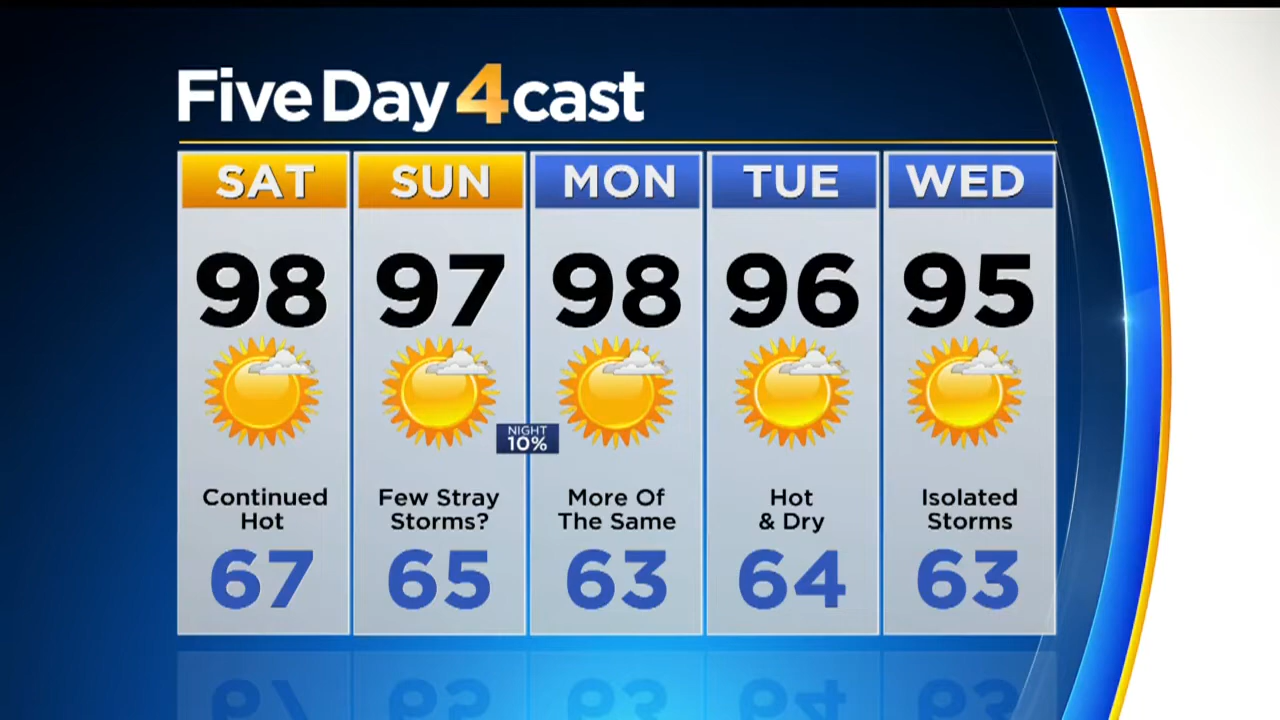 Five Day 4cast
SAT SUN MON TUE WED
98 97 98 96 95
NIGHT
10%
Continued
Hot
Few Stray
Storms?
More Of
The Same
Hot
& Dry
Isolated
Storms
67 65 63 64 63